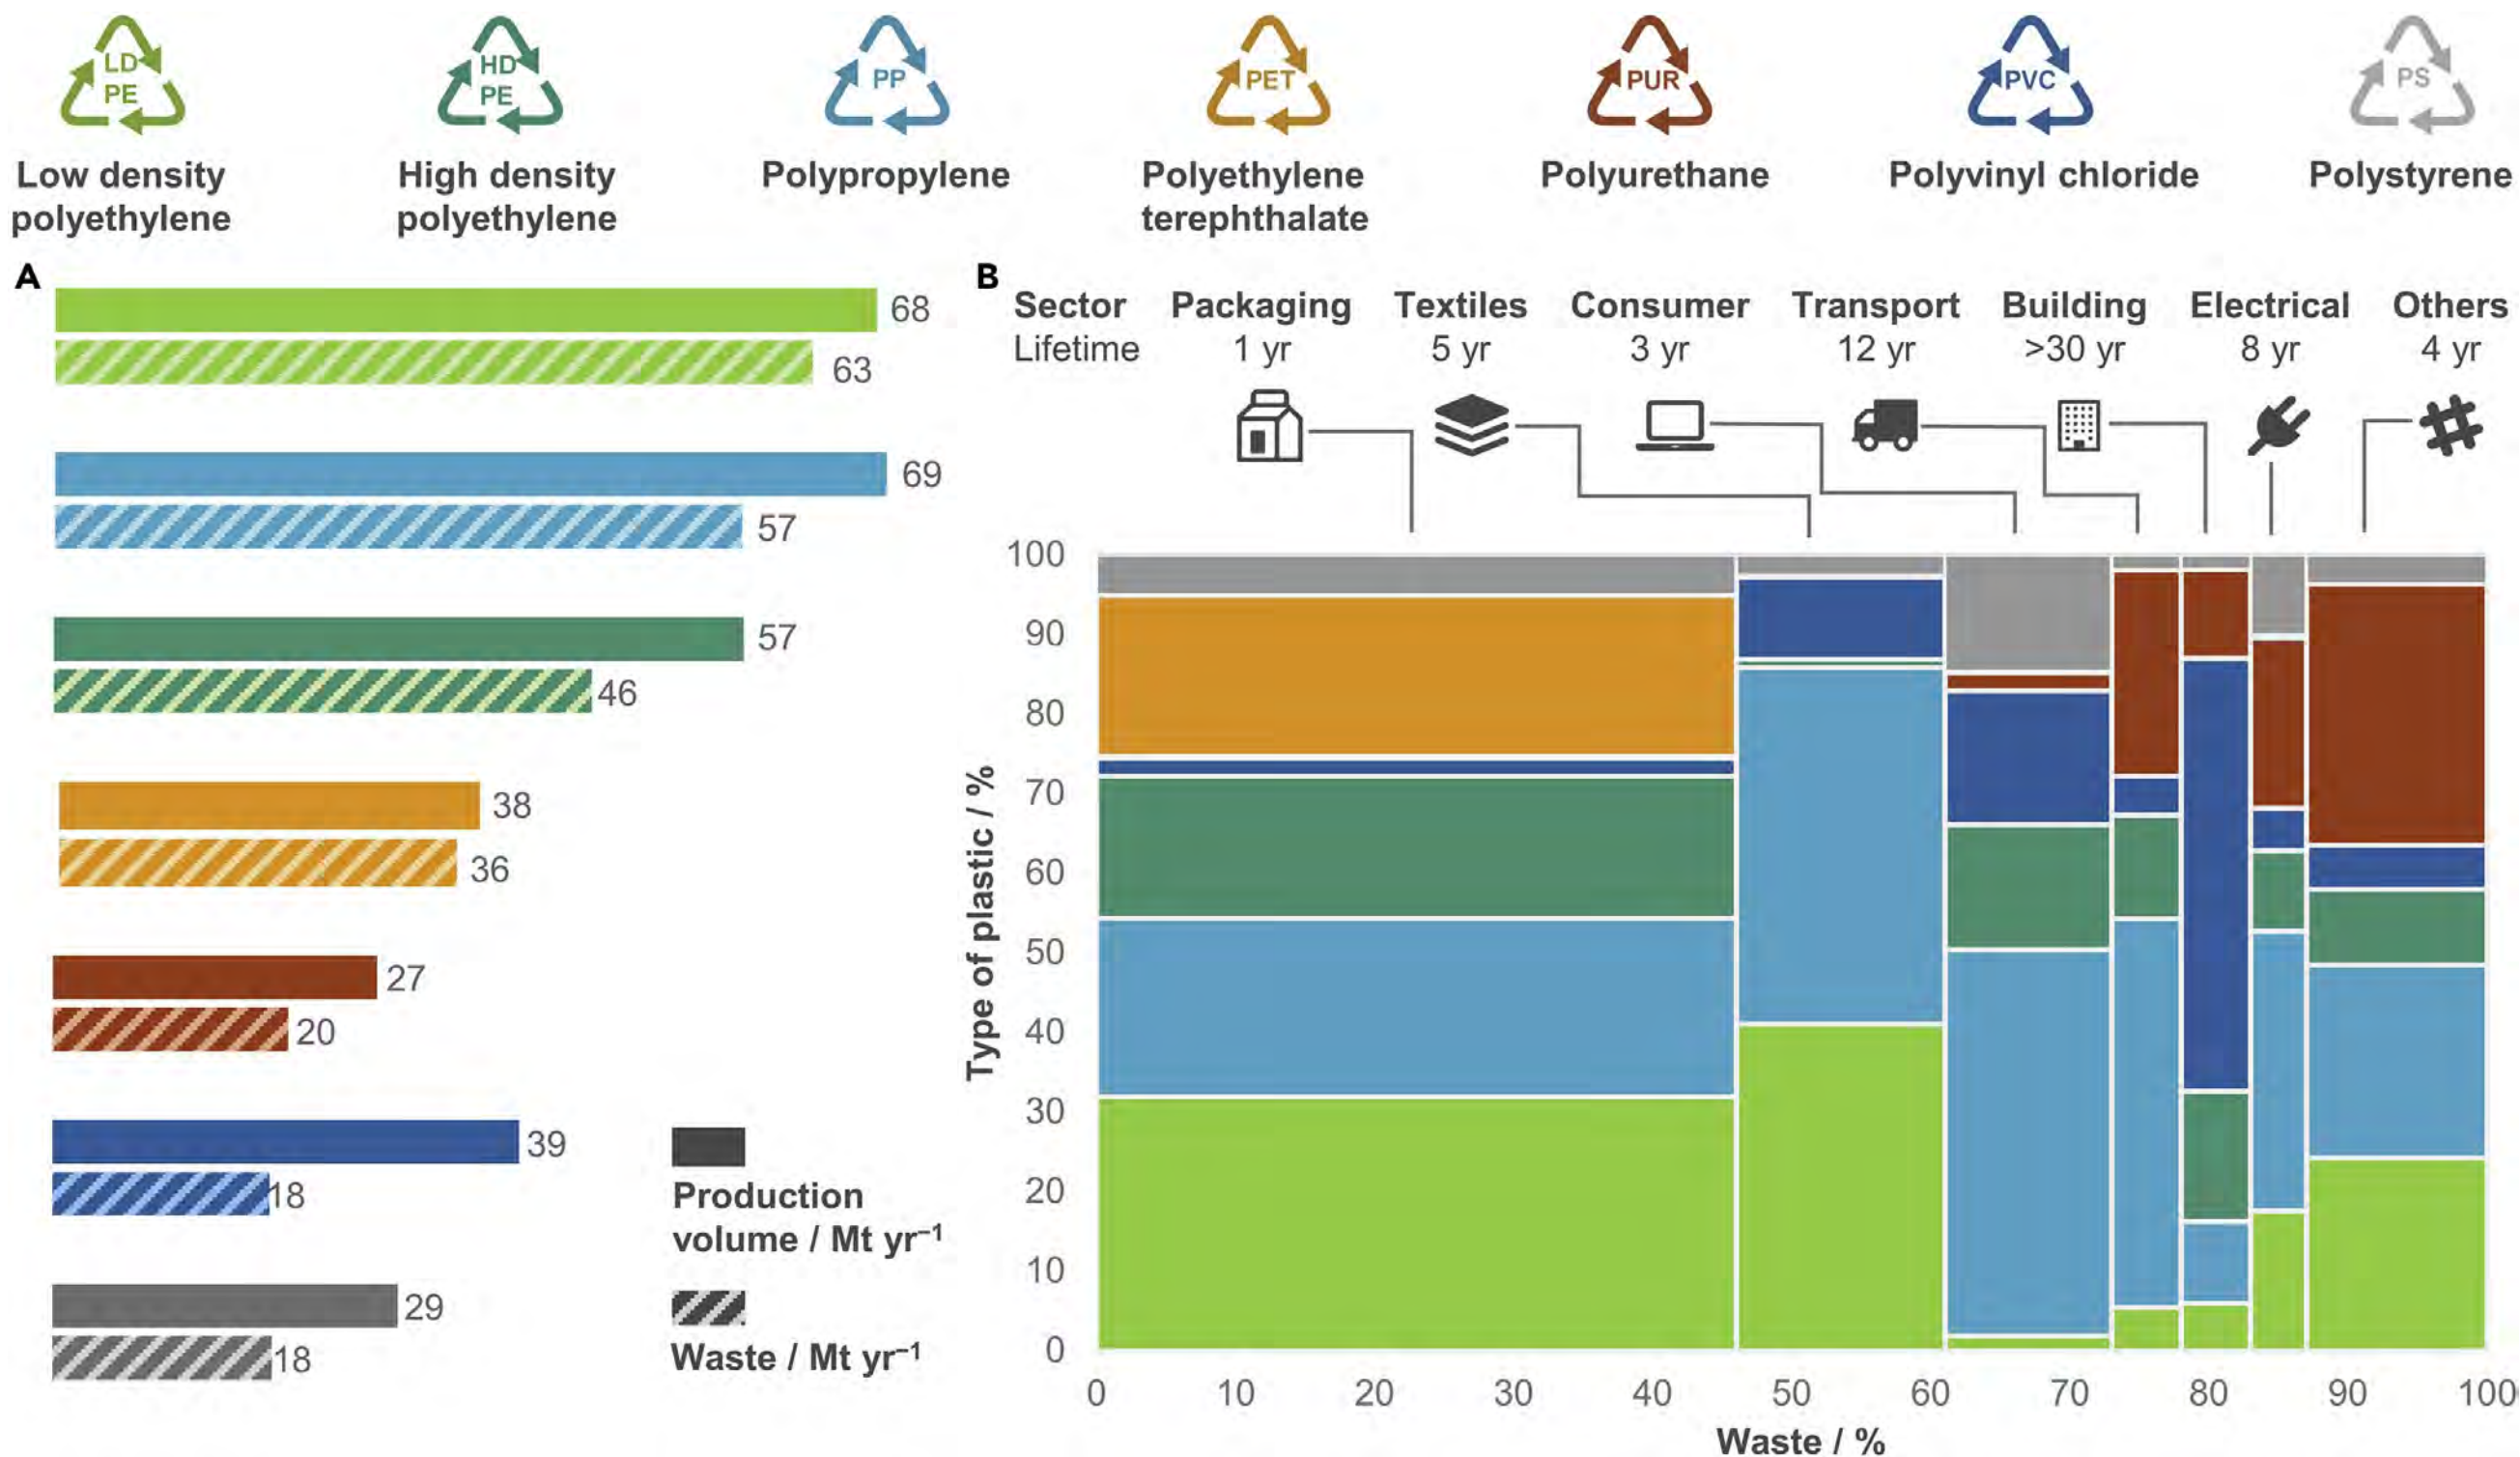 LD
PE
HD
PE
PP
PET
PUR
PVC
PS
Low density
polyethylene
High density
polyethylene
Polypropylene
Polyethylene
terephthalate
Polyurethane
Polyvinyl chloride
Polystyrene
A
68
63
69
57
57
46
38
36
27
20
39
18
29
18
Production
volume / Mt yr⁻¹
Waste / Mt yr⁻¹
B
Sector Packaging Textiles Consumer Transport Building Electrical Others
Lifetime 1 yr 5 yr 3 yr 12 yr >30 yr 8 yr 4 yr
Type of plastic / %
100
90
80
70
60
50
40
30
20
10
0
0 10 20 30 40 50 60 70 80 90 100
Waste / %